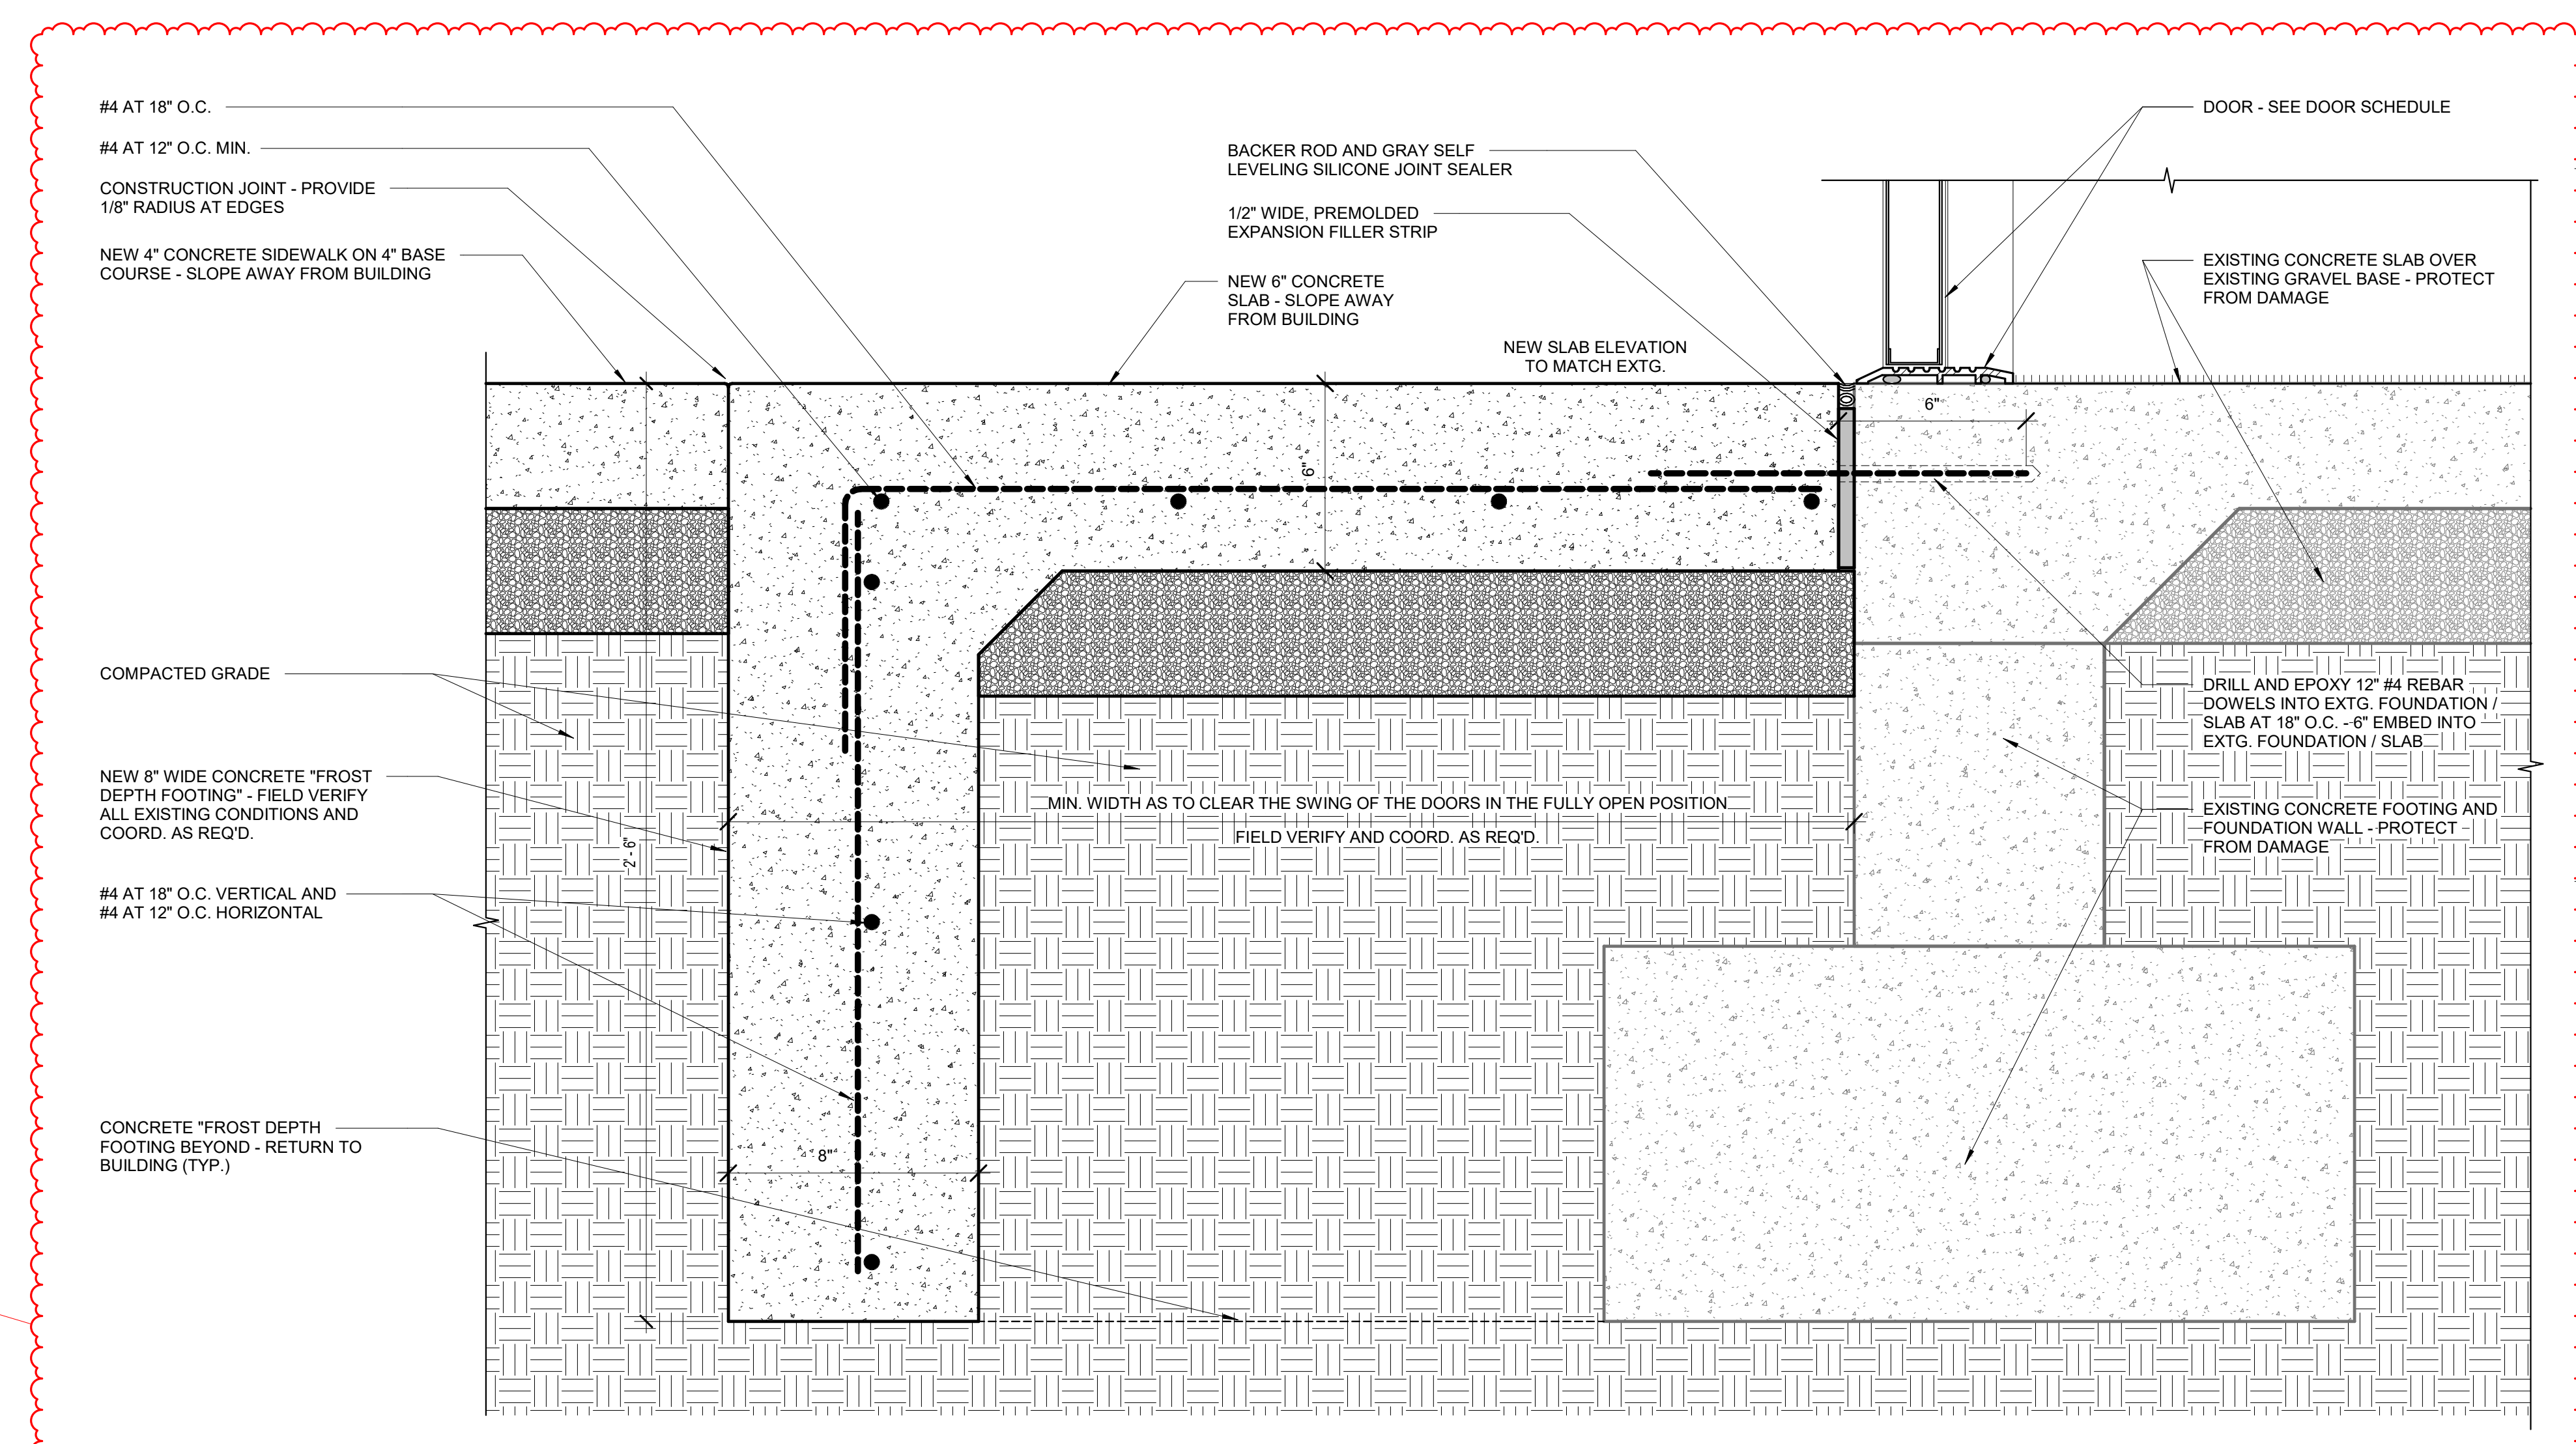 #4 AT 18" O.C.
#4 AT 12" O.C. MIN.
CONSTRUCTION JOINT - PROVIDE
1/8" RADIUS AT EDGES
NEW 4" CONCRETE SIDEWALK ON 4" BASE
COURSE - SLOPE AWAY FROM BUILDING
BACKER ROD AND GRAY SELF
LEVELING SILICONE JOINT SEALER
1/2" WIDE, PREMOLDED
EXPANSION FILLER STRIP
NEW 6" CONCRETE
SLAB - SLOPE AWAY
FROM BUILDING
NEW SLAB ELEVATION
TO MATCH EXTG.
DOOR - SEE DOOR SCHEDULE
EXISTING CONCRETE SLAB OVER
EXISTING GRAVEL BASE - PROTECT
FROM DAMAGE
6"
6"
COMPACTED GRADE
NEW 8" WIDE CONCRETE "FROST
DEPTH FOOTING" - FIELD VERIFY
ALL EXISTING CONDITIONS AND
COORD. AS REQ'D.
2' - 6"
#4 AT 18" O.C. VERTICAL AND
#4 AT 12" O.C. HORIZONTAL
CONCRETE "FROST DEPTH
FOOTING BEYOND - RETURN TO
BUILDING (TYP.)
8"
MIN. WIDTH AS TO CLEAR THE SWING OF THE DOORS IN THE FULLY OPEN POSITION
FIELD VERIFY AND COORD. AS REQ'D.
DRILL AND EPOXY 12" #4 REBAR
DOWELS INTO EXTG. FOUNDATION /
SLAB AT 18" O.C. - 6" EMBED INTO
EXTG. FOUNDATION / SLAB
EXISTING CONCRETE FOOTING AND
FOUNDATION WALL - PROTECT
FROM DAMAGE